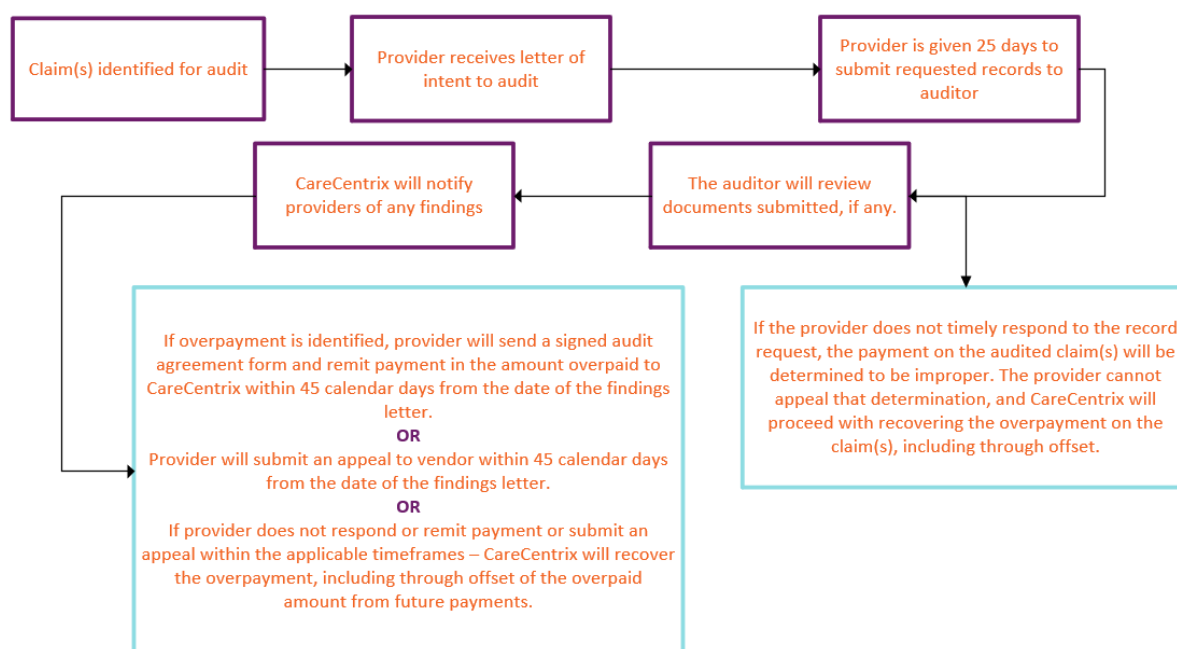 Claim(s) identified for audit
Provider receives letter of
intent to audit
Provider is given 25 days to
submit requested records to
auditor
The auditor will review
documents submitted, if any.
CareCentrix will notify
providers of any findings
If overpayment is identified, provider will send a signed audit
agreement form and remit payment in the amount overpaid to
CareCentrix within 45 calendar days from the date of the findings
letter.
OR
Provider will submit an appeal to vendor within 45 calendar days
from the date of the findings letter.
OR
If provider does not respond or remit payment or submit an
appeal within the applicable timeframes – CareCentrix will recover
the overpayment, including through offset of the overpaid
amount from future payments.
If the provider does not timely respond to the record
request, the payment on the audited claim(s) will be
determined to be improper. The provider cannot
appeal that determination, and CareCentrix will
proceed with recovering the overpayment on the
claim(s), including through offset.